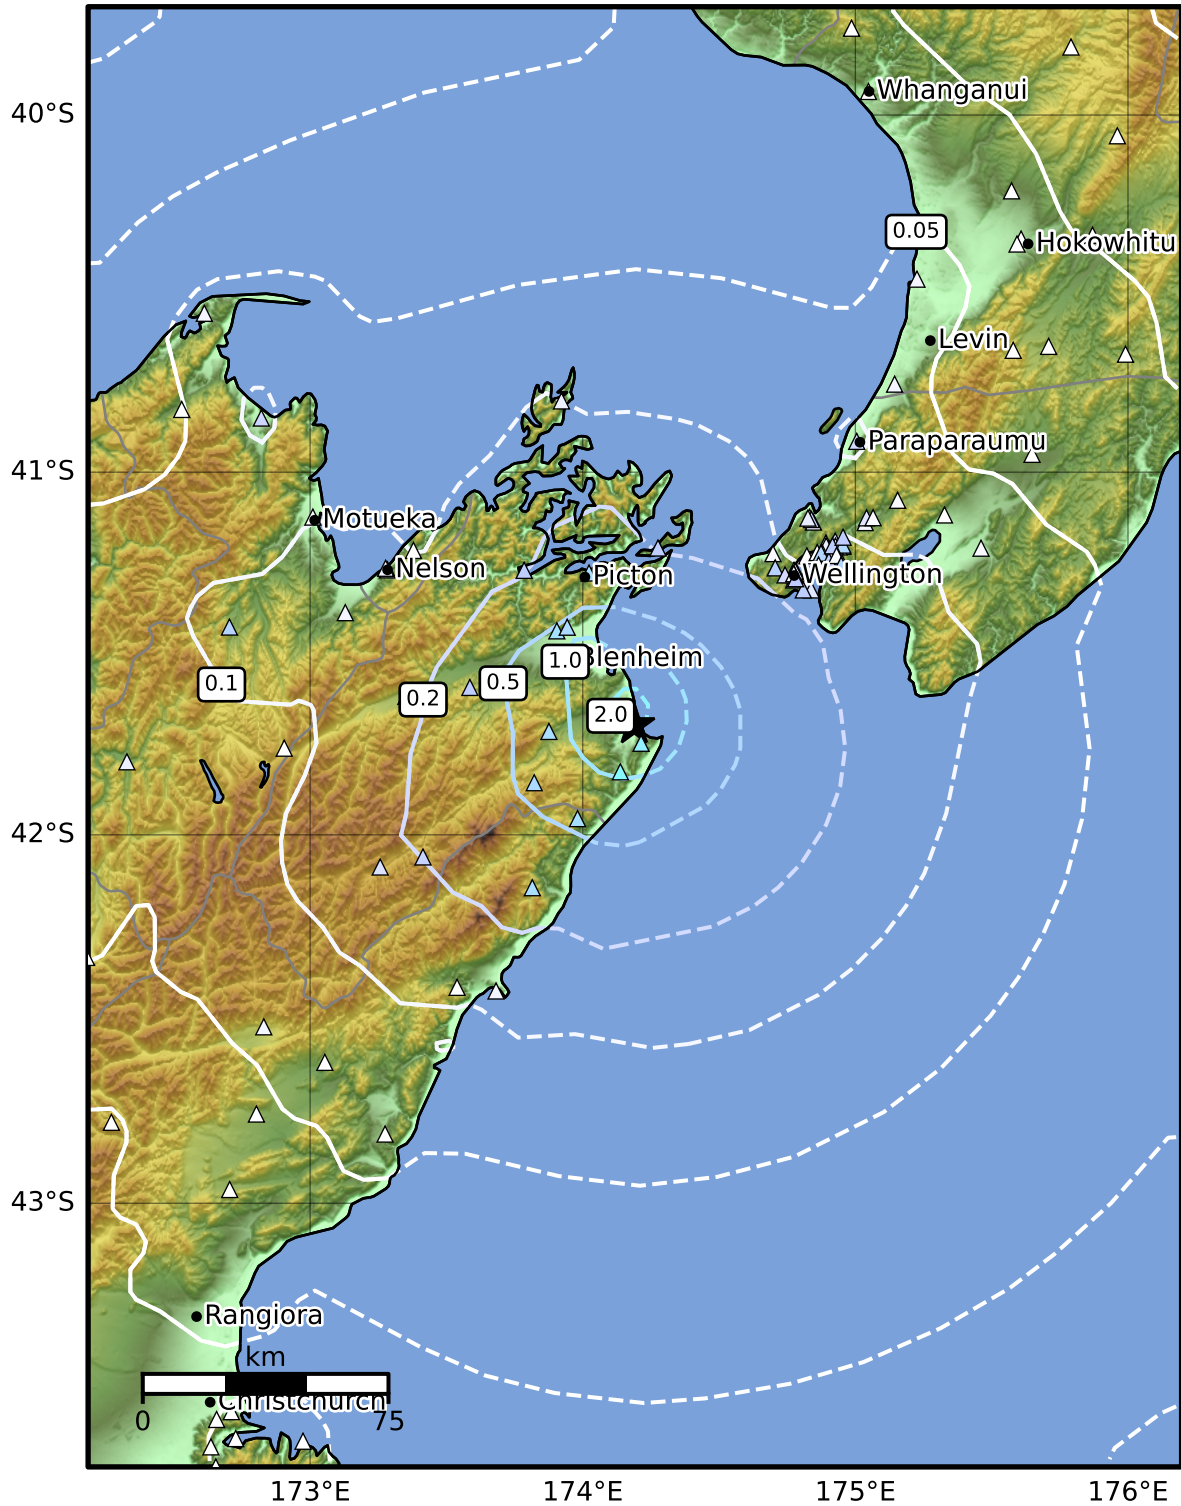 Whanganui
40°S
0.05
Hokowhitu
Levin
Paraparaumu
41°S
Motueka
Nelson
Picton
Wellington
Blenheim
0.1
0.2
0.5
1.0
2.0
42°S
43°S
Rangiora
km
Christchurch
0
75
173°E
174°E
175°E
176°E